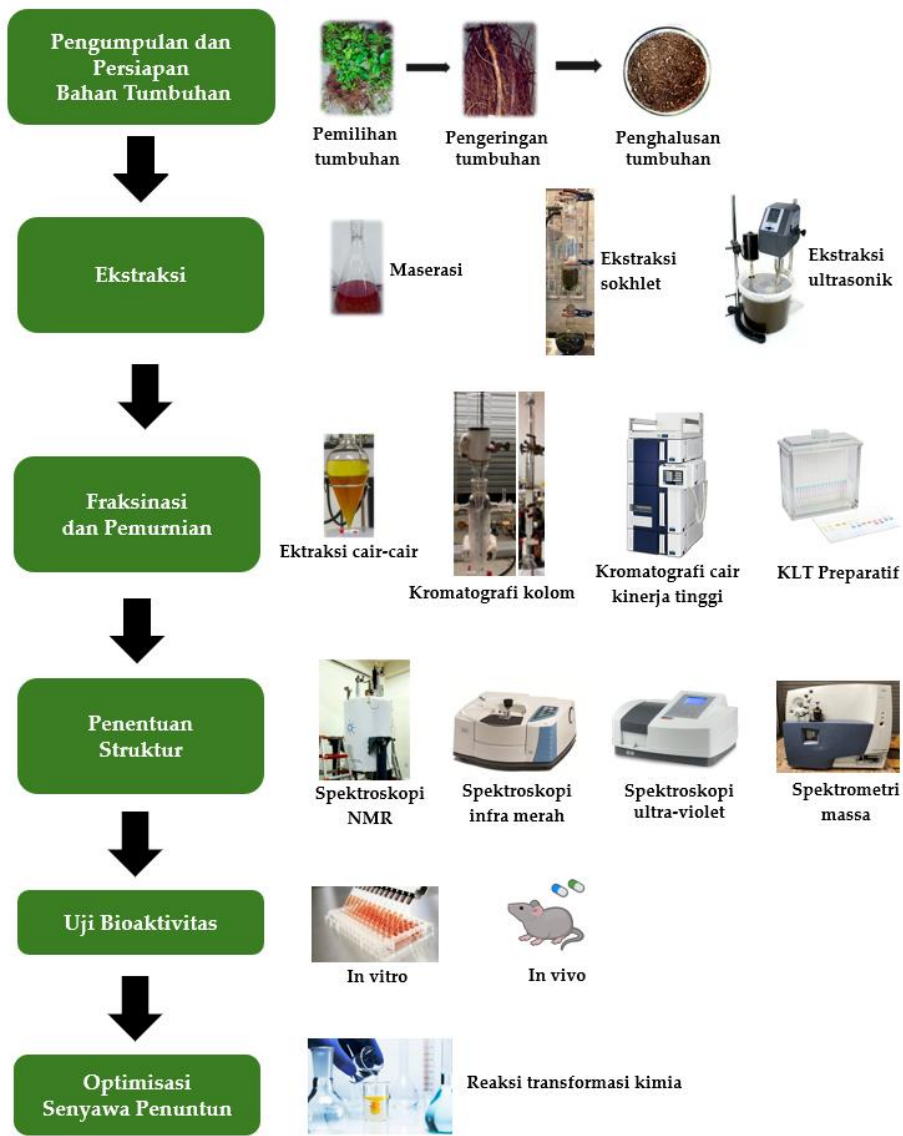 Pengumpulan dan
Persiapan
Bahan Tumbuhan
Pemilihan
tumbuhan
Pengeringan
tumbuhan
Penghalusan
tumbuhan
Ekstraksi
Maserasi
Ekstraksi
sokhlet
Ekstraksi
ultrasonik
Fraksinasi
dan Pemurnian
Ektraksi cair-cair
Kromatografi kolom
Kromatografi cair
kinerja tinggi
KLT Preparatif
Penentuan
Struktur
Spektroskopi
NMR
Spektroskopi
infra merah
Spektroskopi
ultra-violet
Spektrometri
massa
Uji Bioaktivitas
In vitro
In vivo
Optimisasi
Senyawa Penuntun
Reaksi transformasi kimia